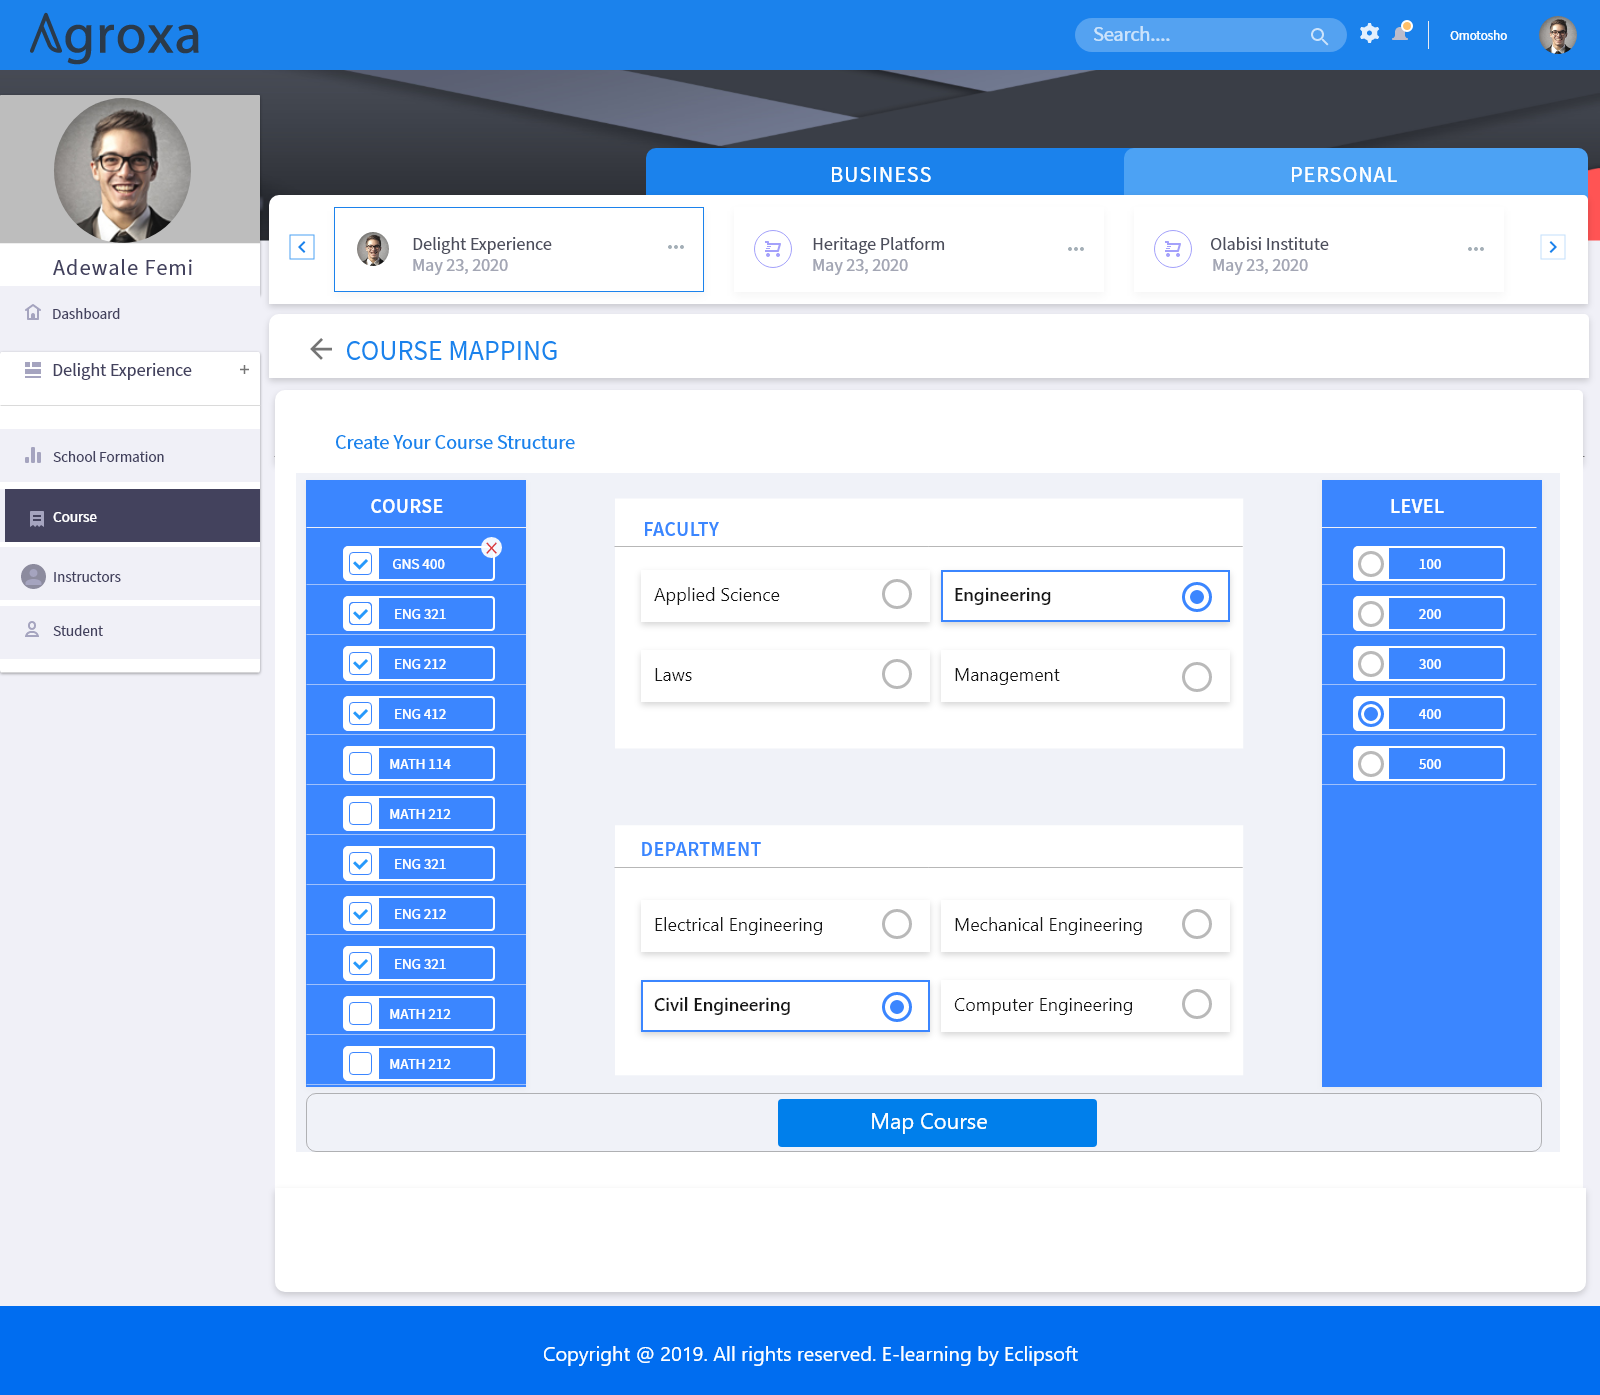 Agroxa
Search....
Omotosho
BUSINESS
PERSONAL
Adewale Femi
Dashboard
Delight Experience
+
School Formation
Course
Instructors
Student
Delight Experience
May 23, 2020
Heritage Platform
May 23, 2020
Olabisi Institute
May 23, 2020
COURSE MAPPING
Create Your Course Structure
COURSE
GNS 400
ENG 321
ENG 212
ENG 412
MATH 114
MATH 212
ENG 321
ENG 212
ENG 321
MATH 212
MATH 212
FACULTY
Applied Science
Engineering
Laws
Management
DEPARTMENT
Electrical Engineering
Mechanical Engineering
Civil Engineering
Computer Engineering
LEVEL
100
200
300
400
500
Map Course
Copyright @ 2019. All rights reserved. E-learning by Eclipsoft